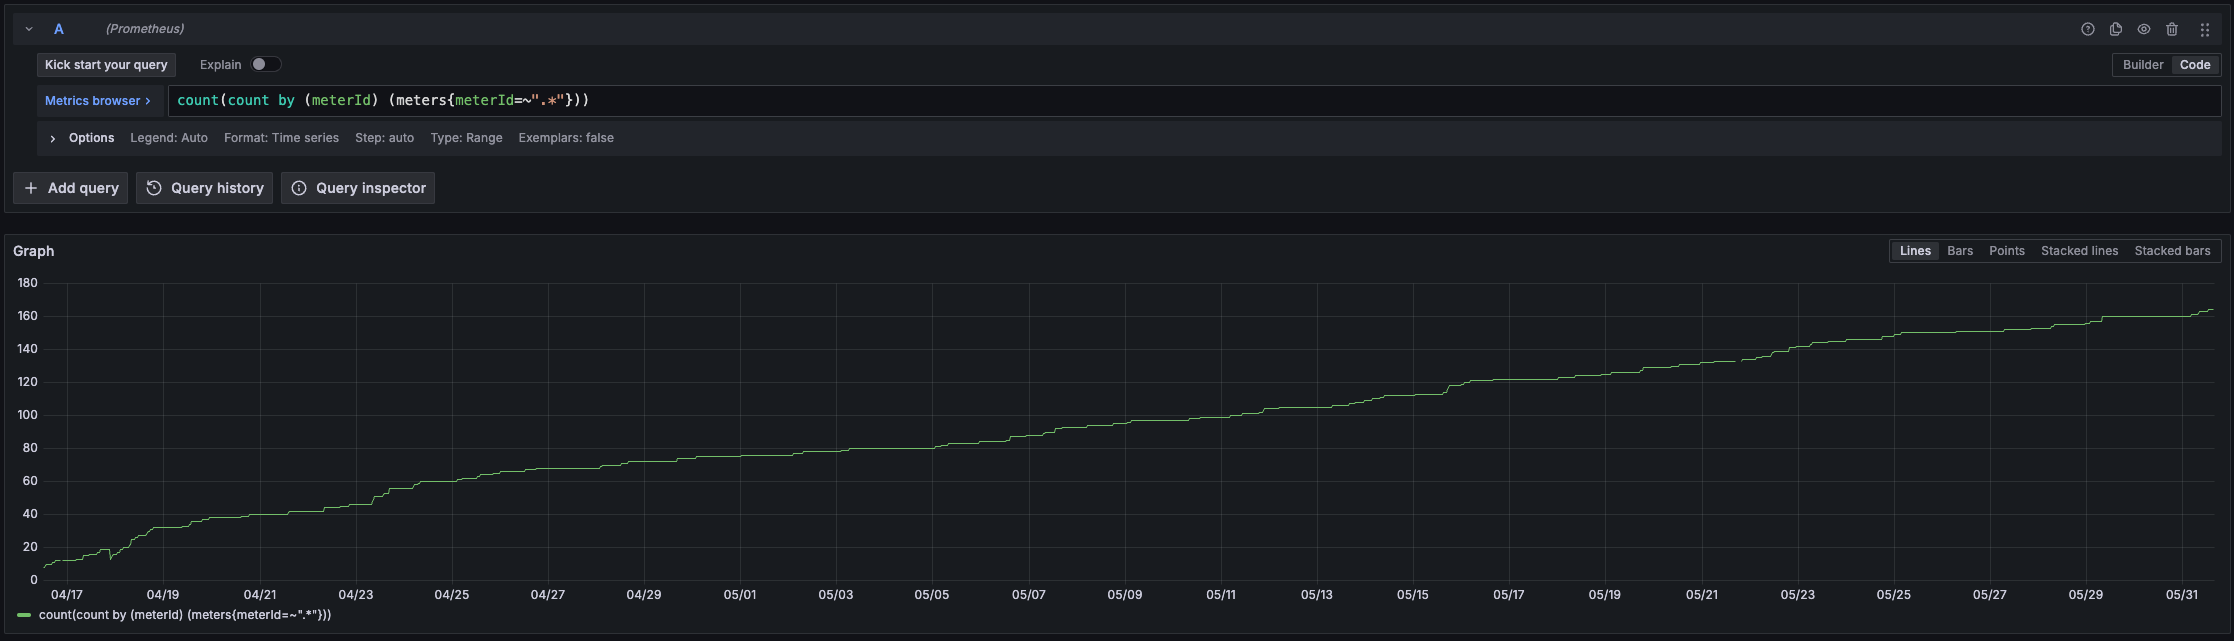 A (Prometheus)
Kick start your query Explain Builder Code
Metrics browser > count(count by (meterId) (meters{meterId=~".*"}))
> Options Legend: Auto Format: Time series Step: auto Type: Range Exemplars: false
+ Add query Query history Query inspector
Graph Lines Bars Points Stacked lines Stacked bars
180
160
140
120
100
80
60
40
20
0
04/17 04/19 04/21 04/23 04/25 04/27 04/29 05/01 05/03 05/05 05/07 05/09 05/11 05/13 05/15 05/17 05/19 05/21 05/23 05/25 05/27 05/29 05/31
count(count by (meterId) (meters{meterId=~".*"}))